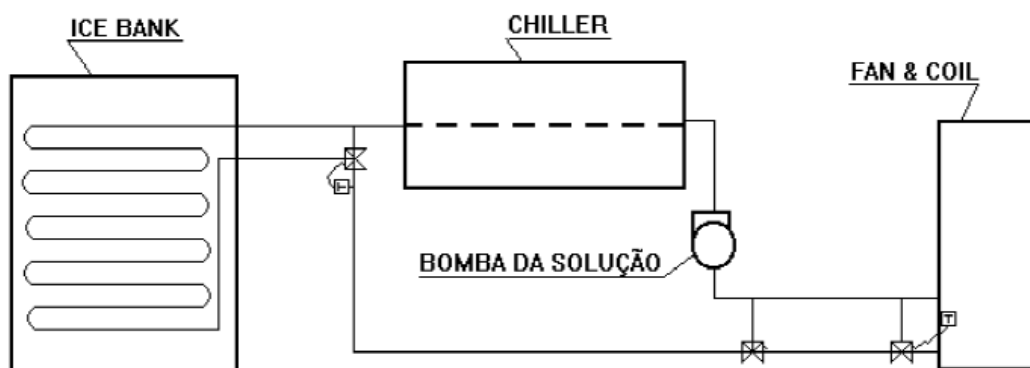 ICE BANK
CHILLER
FAN & COIL
T
BOMBA DA SOLUÇÃO
T